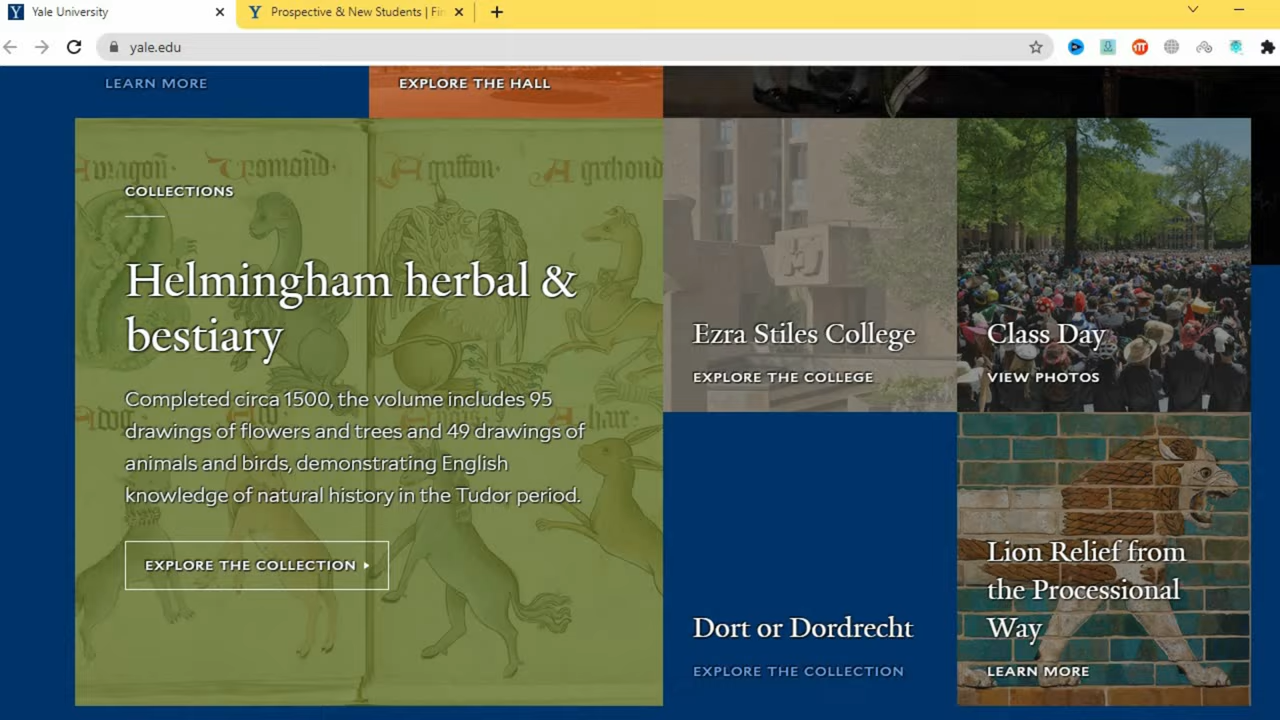 Yale University
Prospective & New Students | Fin
yale.edu
LEARN MORE
EXPLORE THE HALL
COLLECTIONS
Helmingham herbal &
bestiary
Completed circa 1500, the volume includes 95
drawings of flowers and trees and 49 drawings of
animals and birds, demonstrating English
knowledge of natural history in the Tudor period.
EXPLORE THE COLLECTION
Ezra Stiles College
EXPLORE THE COLLEGE
Class Day
VIEW PHOTOS
Dort or Dordrecht
EXPLORE THE COLLECTION
Lion Relief from
the Processional
Way
LEARN MORE